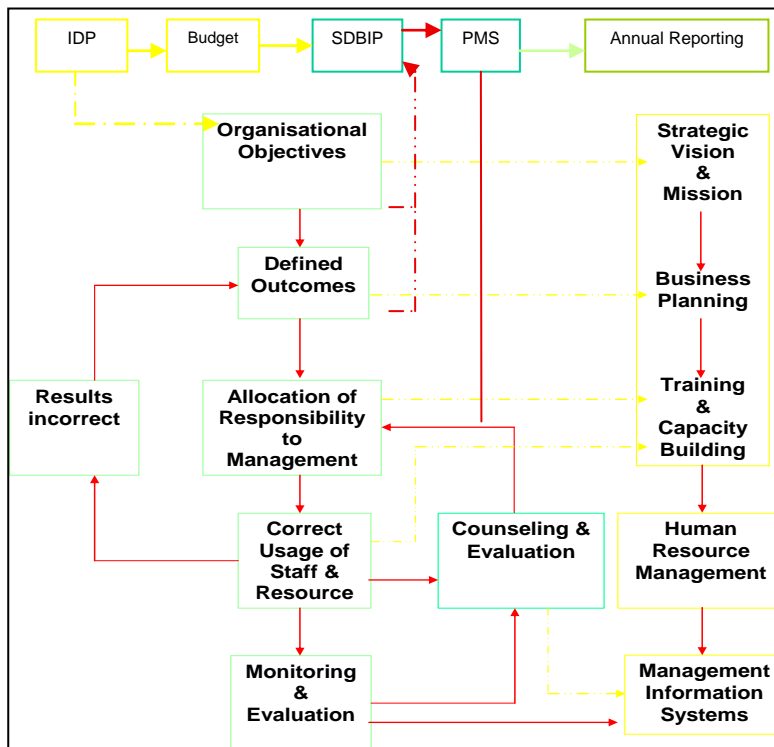 IDP
Budget
SDBIP
PMS
Annual Reporting
Organisational
Objectives
Strategic
Vision
&
Mission
Defined
Outcomes
Business
Planning
Results
incorrect
Allocation of
Responsibility
to
Management
Training
&
Capacity
Building
Correct
Usage of
Staff &
Resource
Counseling &
Evaluation
Human
Resource
Management
Monitoring
&
Evaluation
Management
Information
Systems